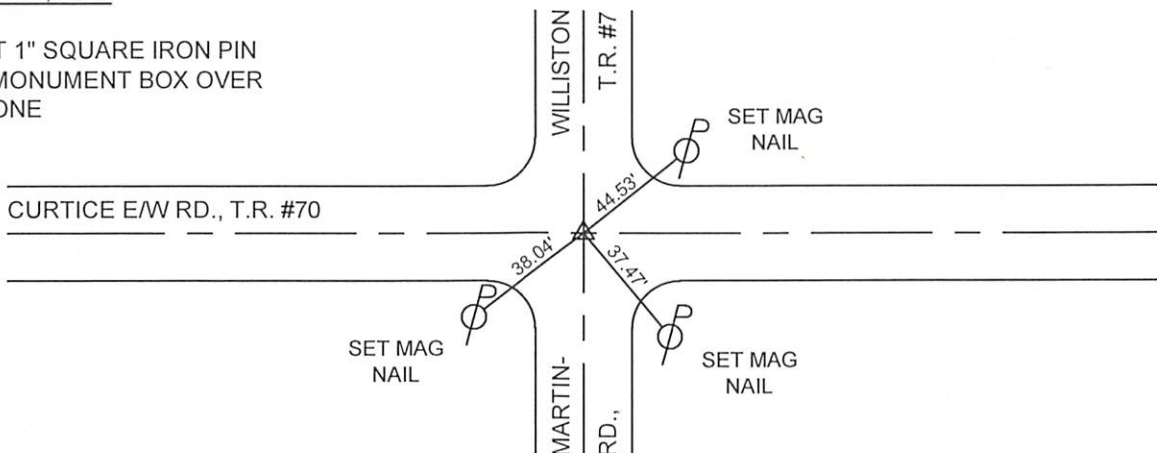 1" SQUARE IRON PIN
MONUMENT BOX OVER
WILLISTON
T.R. #7
SET MAG
NAIL
44.53'
CURTICE E/W RD., T.R. #70
38.04'
37.47'
P
P
P
SET MAG
NAIL
SET MAG
NAIL
MARTIN-
RD.,